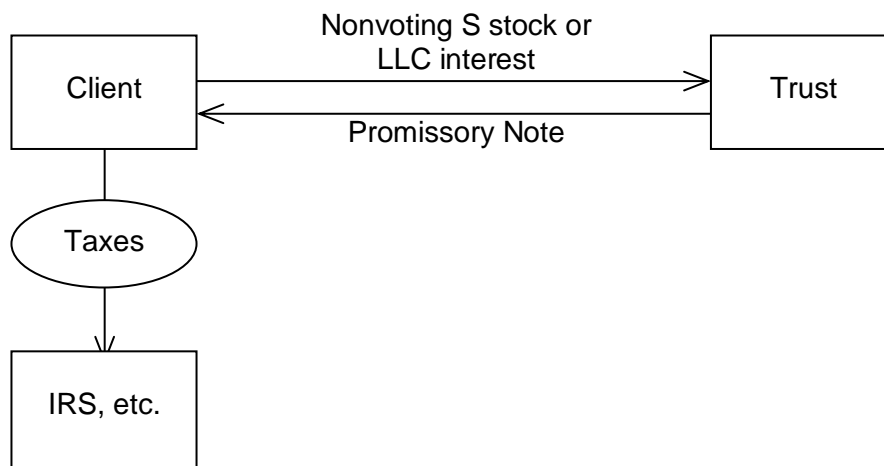 Nonvoting S stock or
LLC interest
Client
Trust
Promissory Note
Taxes
IRS, etc.